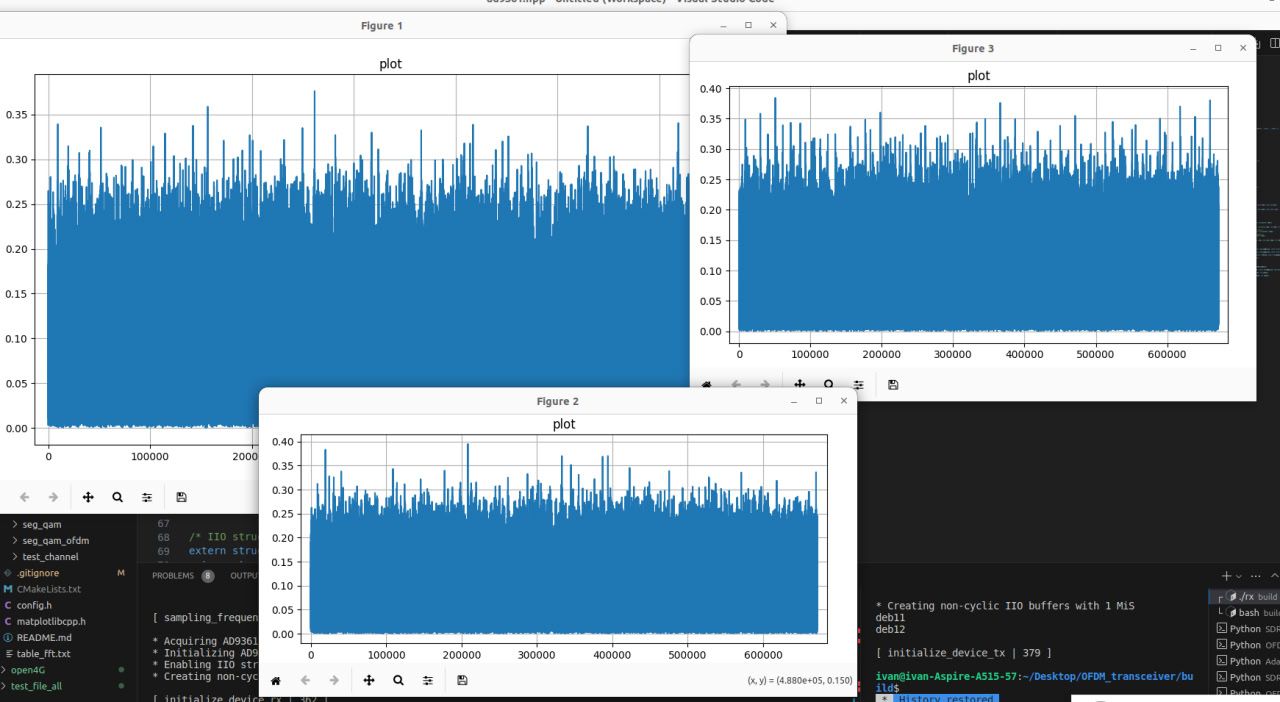 ad9361.hpp - Untitled (Workspace) - Visual Studio Code
Figure 1
plot
0.35
0.30
0.25
0.20
0.15
0.10
0.05
0.00
0
100000
2000
Figure 3
plot
0.40
0.35
0.30
0.25
0.20
0.15
0.10
0.05
0.00
0
100000
200000
300000
400000
500000
600000
Figure 2
plot
0.40
0.35
0.30
0.25
0.20
0.15
0.10
0.05
0.00
0
100000
200000
300000
400000
500000
600000
(x, y) = (4.880e+05, 0.150)
seg_qam
seg_qam_ofdm
test_channel
.gitignore M
CMakeLists.txt
config.h
matplotlibcpp.h
README.md
table_fft.txt
open4G
test_file_all
67
68 /* IIO stru
69 extern stru
PROBLEMS 8 OUTPU
[ sampling_frequen
* Acquiring AD9361
* Initializing AD9
* Enabling IIO str
* Creating non-cyc
[ initialize_device_rx | 362 ]
* Creating non-cyclic IIO buffers with 1 MiS
deb11
deb12
[ initialize_device_tx | 379 ]
ivan@ivan-Aspire-A515-57:~/Desktop/OFDM_transceiver/bu
ild$
* History restored
./rx build
bash build
Python SDR
Python OFD
Python Ada
Python SDR
Python OFD